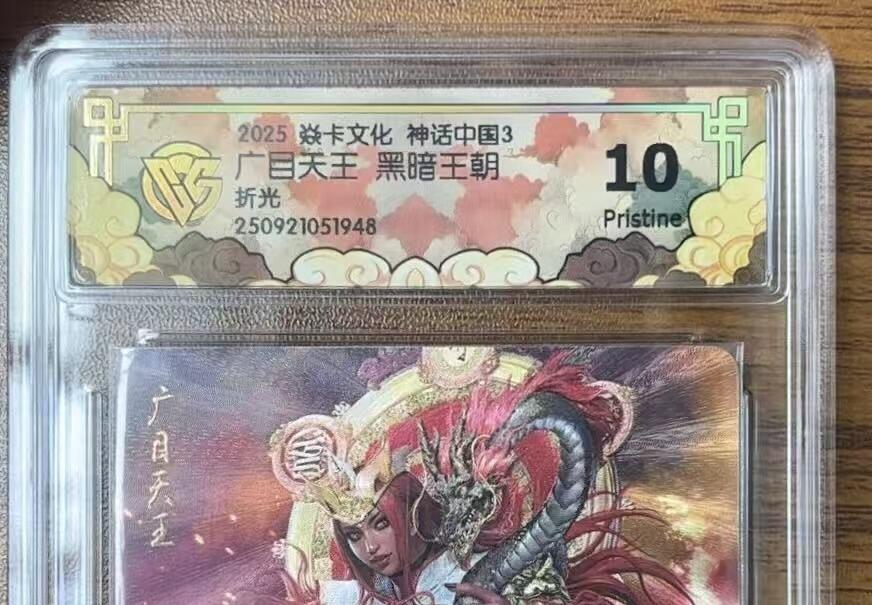 2025 焱卡文化 神话中国3
广目天王 黑暗王朝
折光
250921051948
10
Pristine
广目天王